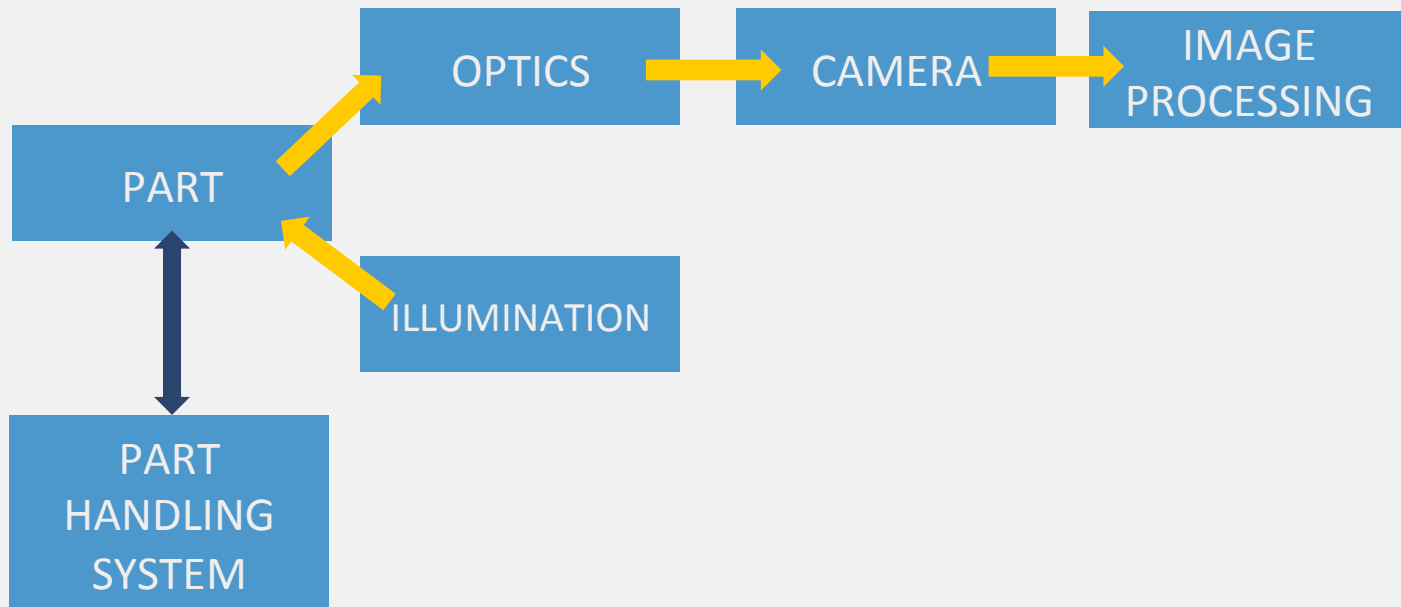 OPTICS
CAMERA
IMAGE
PROCESSING
PART
ILLUMINATION
PART
HANDLING
SYSTEM